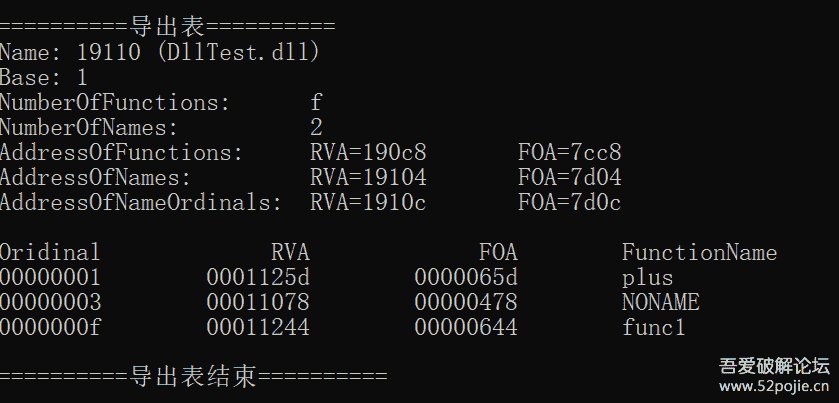 ==========导出表==========
Name: 19110 (DllTest.dll)
Base: 1
NumberOfFunctions: f
NumberOfNames: 2
AddressOfFunctions: RVA=190c8 FOA=7cc8
AddressOfNames: RVA=19104 FOA=7d04
AddressOfNameOrdinals: RVA=1910c FOA=7d0c
Oridinal RVA FOA FunctionName
00000001 0001125d 0000065d plus
00000003 00011078 00000478 NONAME
0000000f 00011244 00000644 func1
==========导出表结束==========
吾爱破解论坛
www.52pojie.cn